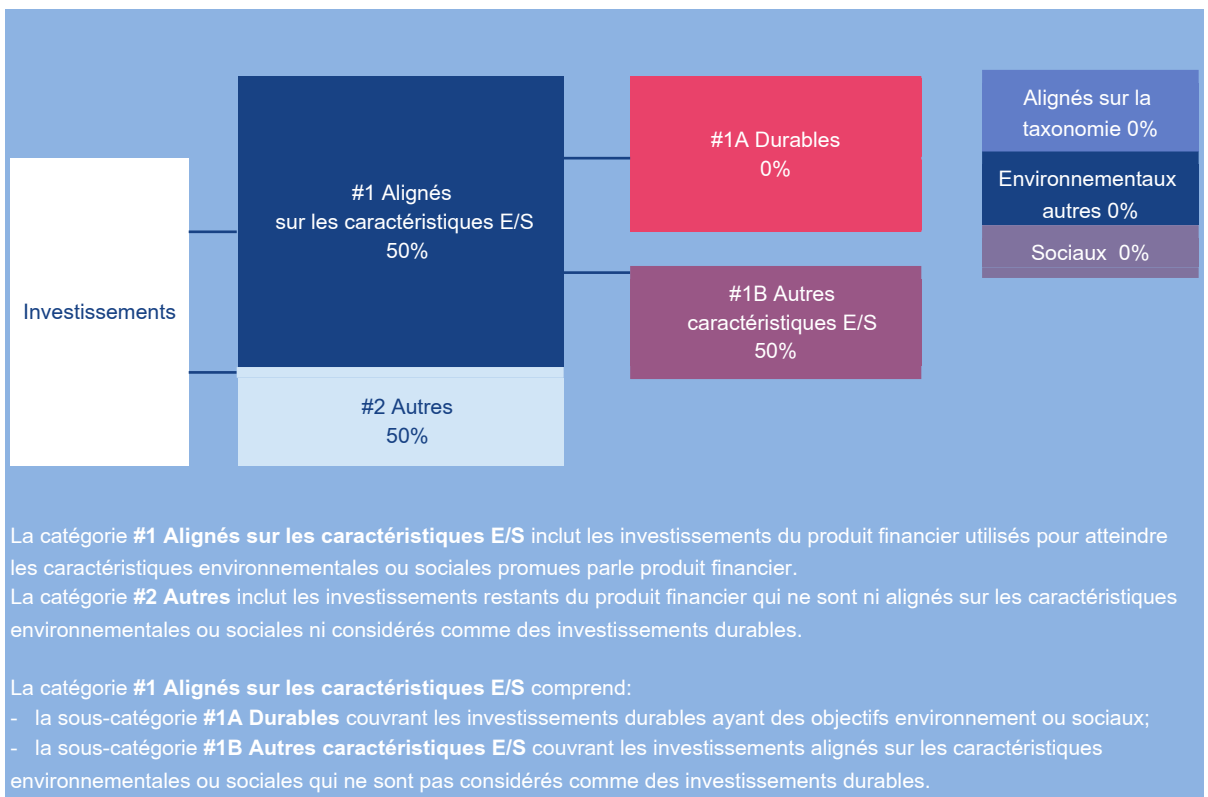 Investissements
#1 Alignés
sur les caractéristiques E/S
50%
#2 Autres
50%
#1A Durables
0%
#1B Autres
caractéristiques E/S
50%
Alignés sur la
taxonomie 0%
Environnementaux
autres 0%
Sociaux 0%
La catégorie #1 Alignés sur les caractéristiques E/S inclut les investissements du produit financier utilisés pour atteindre
les caractéristiques environnementales ou sociales promues parle produit financier.
La catégorie #2 Autres inclut les investissements restants du produit financier qui ne sont ni alignés sur les caractéristiques
environnementales ou sociales ni considérés comme des investissements durables.
La catégorie #1 Alignés sur les caractéristiques E/S comprend:
- la sous-catégorie #1A Durables couvrant les investissements durables ayant des objectifs environnement ou sociaux;
- la sous-catégorie #1B Autres caractéristiques E/S couvrant les investissements alignés sur les caractéristiques
environnementales ou sociales qui ne sont pas considérés comme des investissements durables.